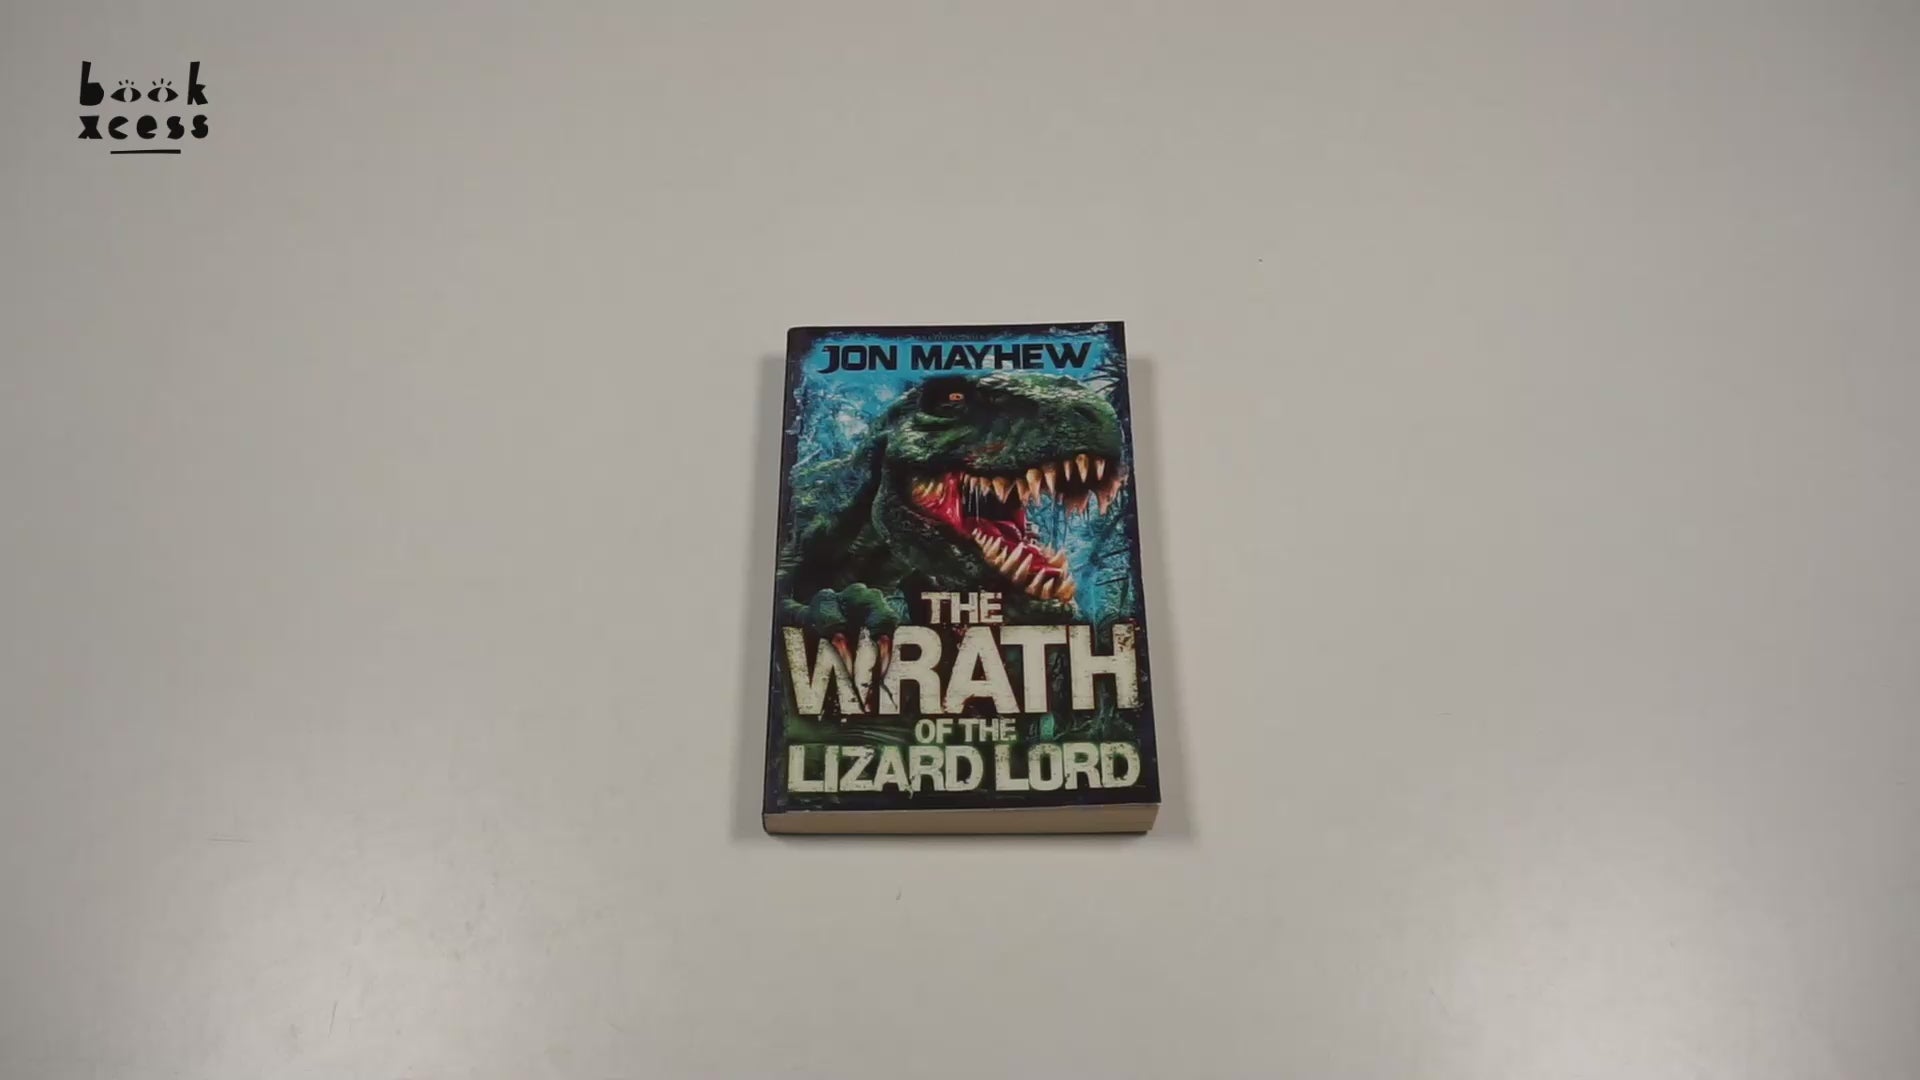 book
xcess
JON MAYHEW
THE
WRATH
OF THE
LIZARD LORD